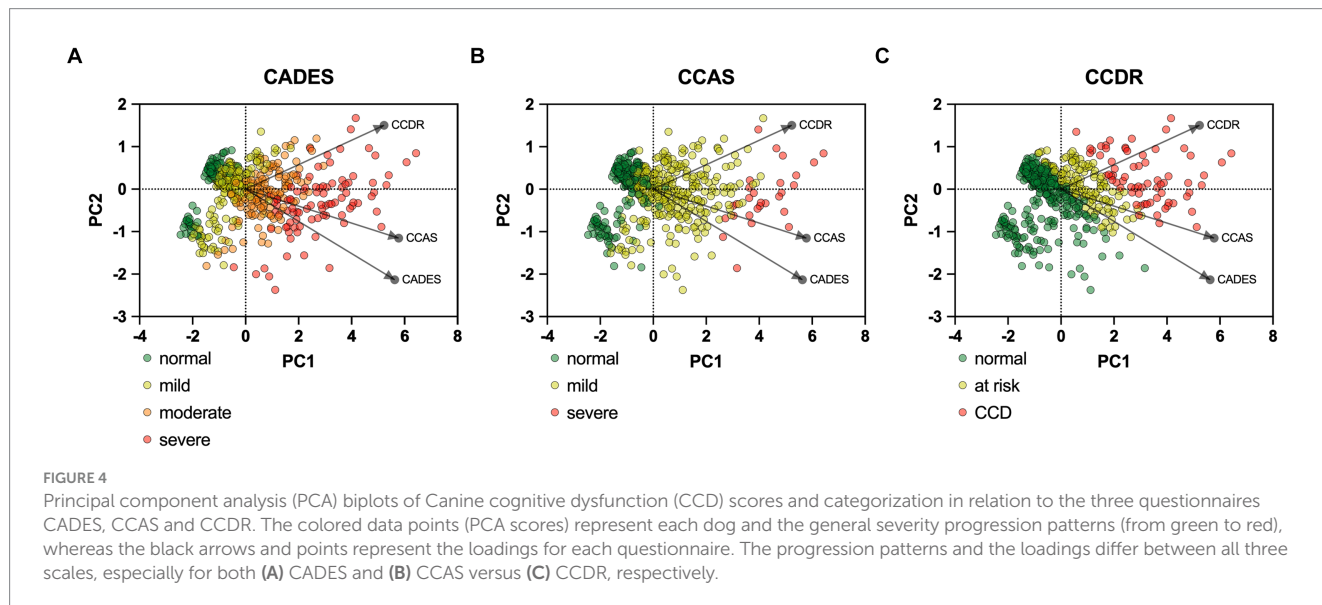 A
CADES
2
1
0
-1
-2
-3
PC2
CCDR
CCAS
CADES
-4 -2 0 2 4 6 8
PC1
normal
mild
moderate
severe
B
CCAS
2
1
0
-1
-2
-3
PC2
CCDR
CCAS
CADES
-4 -2 0 2 4 6 8
PC1
normal
mild
severe
C
CCDR
2
1
0
-1
-2
-3
PC2
CCDR
CCAS
CADES
-4 -2 0 2 4 6 8
PC1
normal
at risk
CCD
FIGURE 4
Principal component analysis (PCA) biplots of Canine cognitive dysfunction (CCD) scores and categorization in relation to the three questionnaires
CADES, CCAS and CCDR. The colored data points (PCA scores) represent each dog and the general severity progression patterns (from green to red),
whereas the black arrows and points represent the loadings for each questionnaire. The progression patterns and the loadings differ between all three
scales, especially for both (A) CADES and (B) CCAS versus (C) CCDR, respectively.